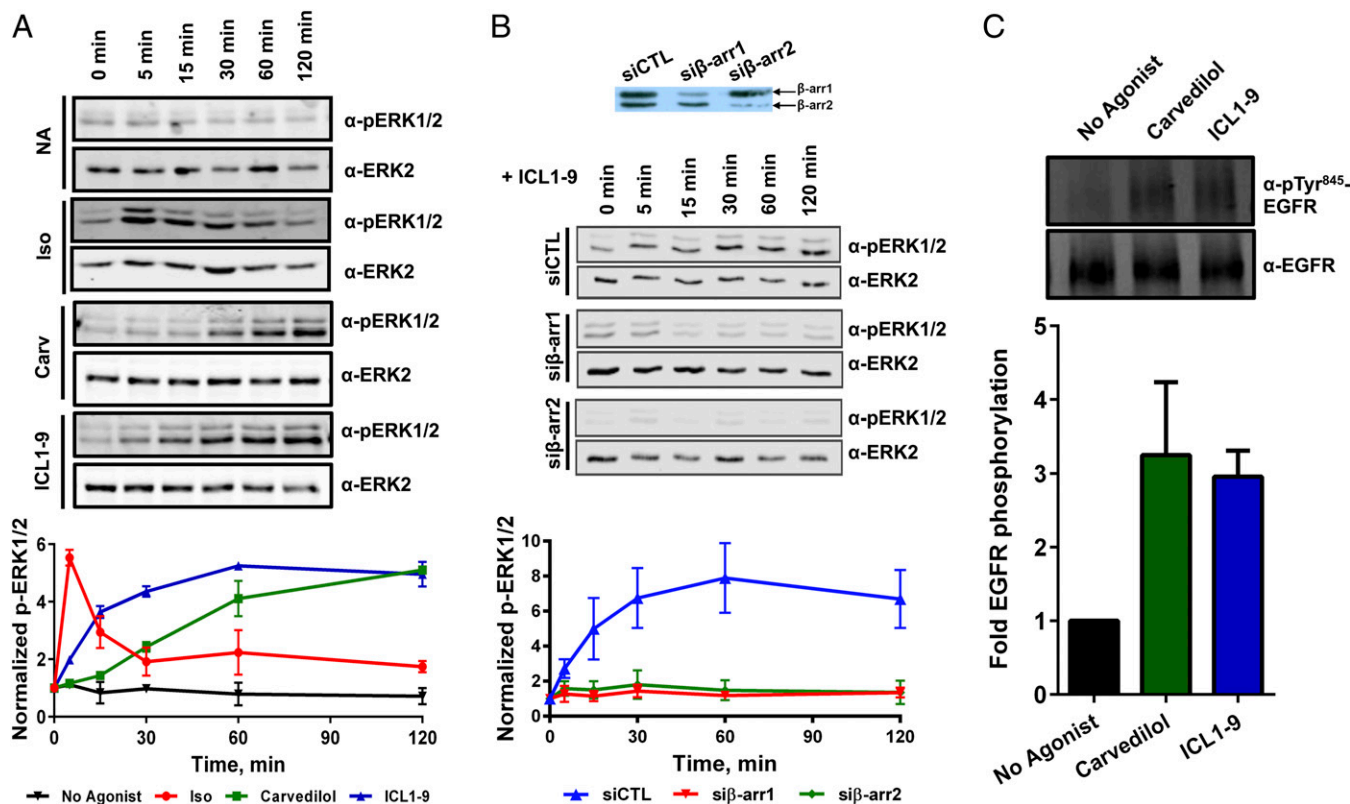 A
0 min 5 min 15 min 30 min 60 min 120 min
NA
α-pERK1/2
α-ERK2
Iso
α-pERK1/2
α-ERK2
Carv
α-pERK1/2
α-ERK2
ICL1-9
α-pERK1/2
α-ERK2
Normalized p-ERK1/2
6
4
2
0
0 30 60 90 120
Time, min
No Agonist Iso Carvedilol ICL1-9
B
siCTL siβ-arr1 siβ-arr2
β-arr1
β-arr2
+ ICL1-9
0 min 5 min 15 min 30 min 60 min 120 min
siCTL
α-pERK1/2
α-ERK2
siβ-arr1
α-pERK1/2
α-ERK2
siβ-arr2
α-pERK1/2
α-ERK2
Normalized p-ERK1/2
10
8
6
4
2
0
0 30 60 90 120
Time, min
siCTL siβ-arr1 siβ-arr2
C
No Agonist Carvedilol ICL1-9
α-pTyr⁸⁴⁵-
EGFR
α-EGFR
Fold EGFR phosphorylation
5
4
3
2
1
0
No Agonist Carvedilol ICL1-9